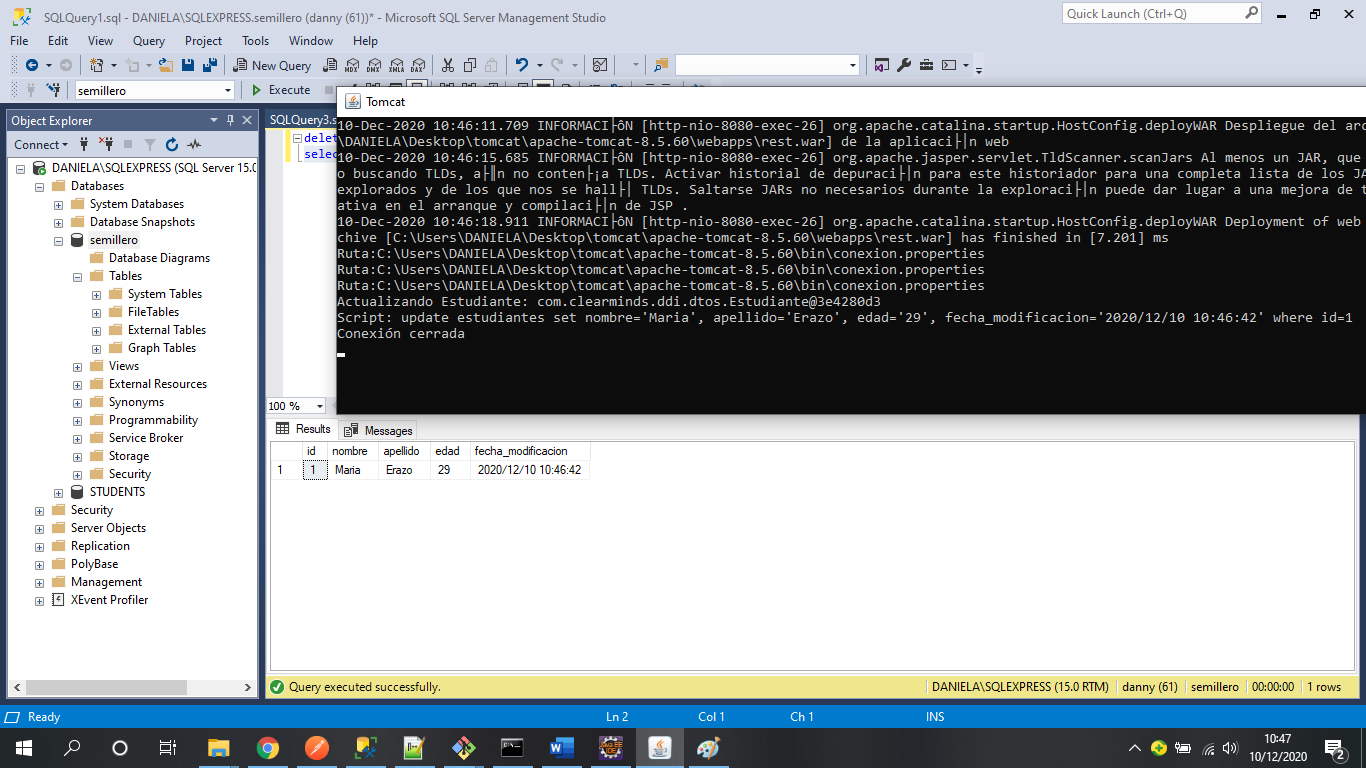 SQLQuery1.sql - DANIELA\SQLEXPRESS.semillero (danny (61))* - Microsoft SQL Server Management Studio
Quick Launch (Ctrl+Q)
File Edit View Query Project Tools Window Help
New Query
MDX DMX XMLA DAX
semillero
Execute
Object Explorer
Connect
DANIELA\SQLEXPRESS (SQL Server 15.0
Databases
System Databases
Database Snapshots
semillero
Database Diagrams
Tables
System Tables
FileTables
External Tables
Graph Tables
Views
External Resources
Synonyms
Programmability
Service Broker
Storage
Security
STUDENTS
Security
Server Objects
Replication
PolyBase
Management
XEvent Profiler
SQLQuery3.s
delet
selec
100 %
Tomcat
10-Dec-2020 10:46:11.709 INFORMACI├ôN [http-nio-8080-exec-26] org.apache.catalina.startup.HostConfig.deployWAR Despliegue del arc
\DANIELA\Desktop\tomcat\apache-tomcat-8.5.60\webapps\rest.war] de la aplicaci├│n web
10-Dec-2020 10:46:15.685 INFORMACI├ôN [http-nio-8080-exec-26] org.apache.jasper.servlet.TldScanner.scanJars Al menos un JAR, que
o buscando TLDs, a├║n no conten├¡a TLDs. Activar historial de depuraci├│n para este historiador para una completa lista de los JA
explorados y de los que nos se hall├│ TLDs. Saltarse JARs no necesarios durante la exploraci├│n puede dar lugar a una mejora de t
ativa en el arranque y compilaci├│n de JSP .
10-Dec-2020 10:46:18.911 INFORMACI├ôN [http-nio-8080-exec-26] org.apache.catalina.startup.HostConfig.deployWAR Deployment of web
chive [C:\Users\DANIELA\Desktop\tomcat\apache-tomcat-8.5.60\webapps\rest.war] has finished in [7.201] ms
Ruta:C:\Users\DANIELA\Desktop\tomcat\apache-tomcat-8.5.60\bin\conexion.properties
Ruta:C:\Users\DANIELA\Desktop\tomcat\apache-tomcat-8.5.60\bin\conexion.properties
Ruta:C:\Users\DANIELA\Desktop\tomcat\apache-tomcat-8.5.60\bin\conexion.properties
Actualizando Estudiante: com.clearminds.ddi.dtos.Estudiante@3e4280d3
Script: update estudiantes set nombre='Maria', apellido='Erazo', edad='29', fecha_modificacion='2020/12/10 10:46:42' where id=1
Conexión cerrada
Results Messages
id nombre apellido edad fecha_modificacion
1 1 Maria Erazo 29 2020/12/10 10:46:42
Query executed successfully.
DANIELA\SQLEXPRESS (15.0 RTM) danny (61) semillero 00:00:00 1 rows
Ready Ln 2 Col 1 Ch 1 INS
10:47
10/12/2020
2